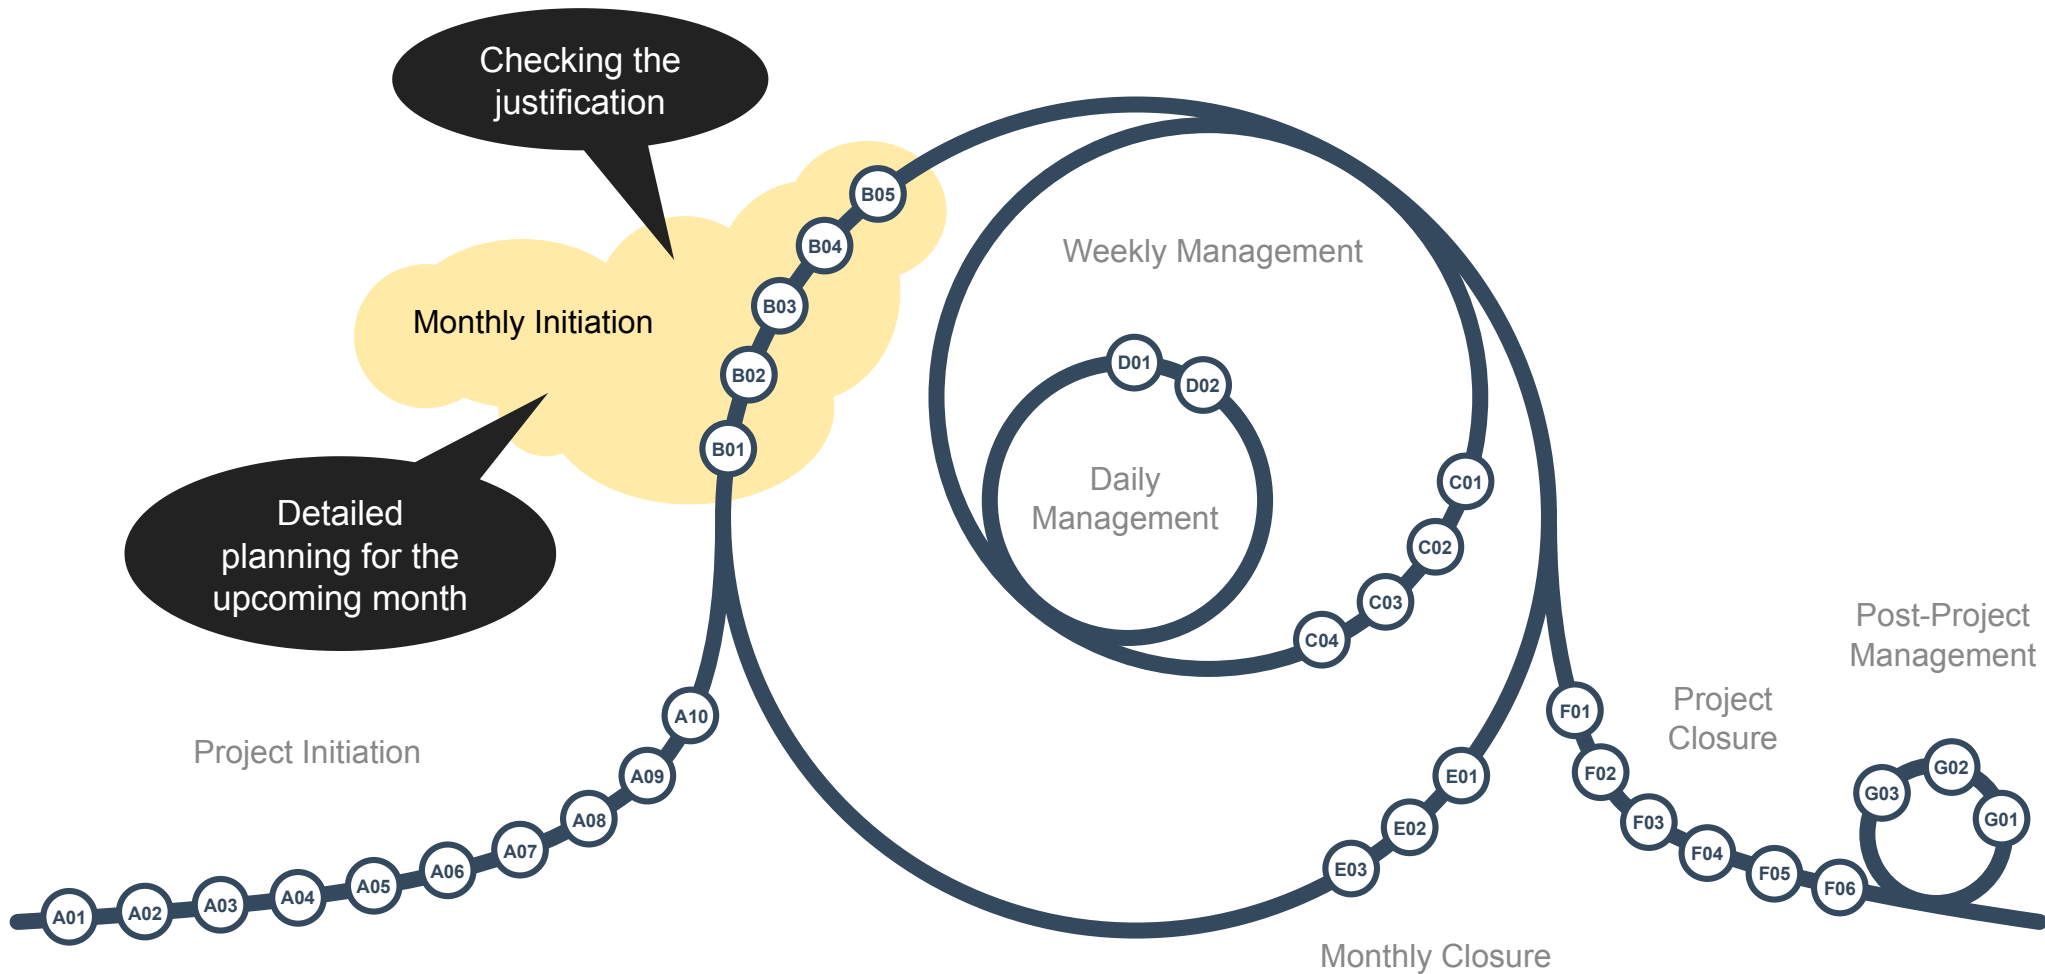 Checking the
justification
Monthly Initiation
Detailed
planning for the
upcoming month
Weekly Management
Daily
Management
Project Initiation
Monthly Closure
Project
Closure
Post-Project
Management
A01
A02
A03
A04
A05
A06
A07
A08
A09
A10
B01
B02
B03
B04
B05
C01
C02
C03
C04
D01
D02
E01
E02
E03
F01
F02
F03
F04
F05
F06
G01
G02
G03